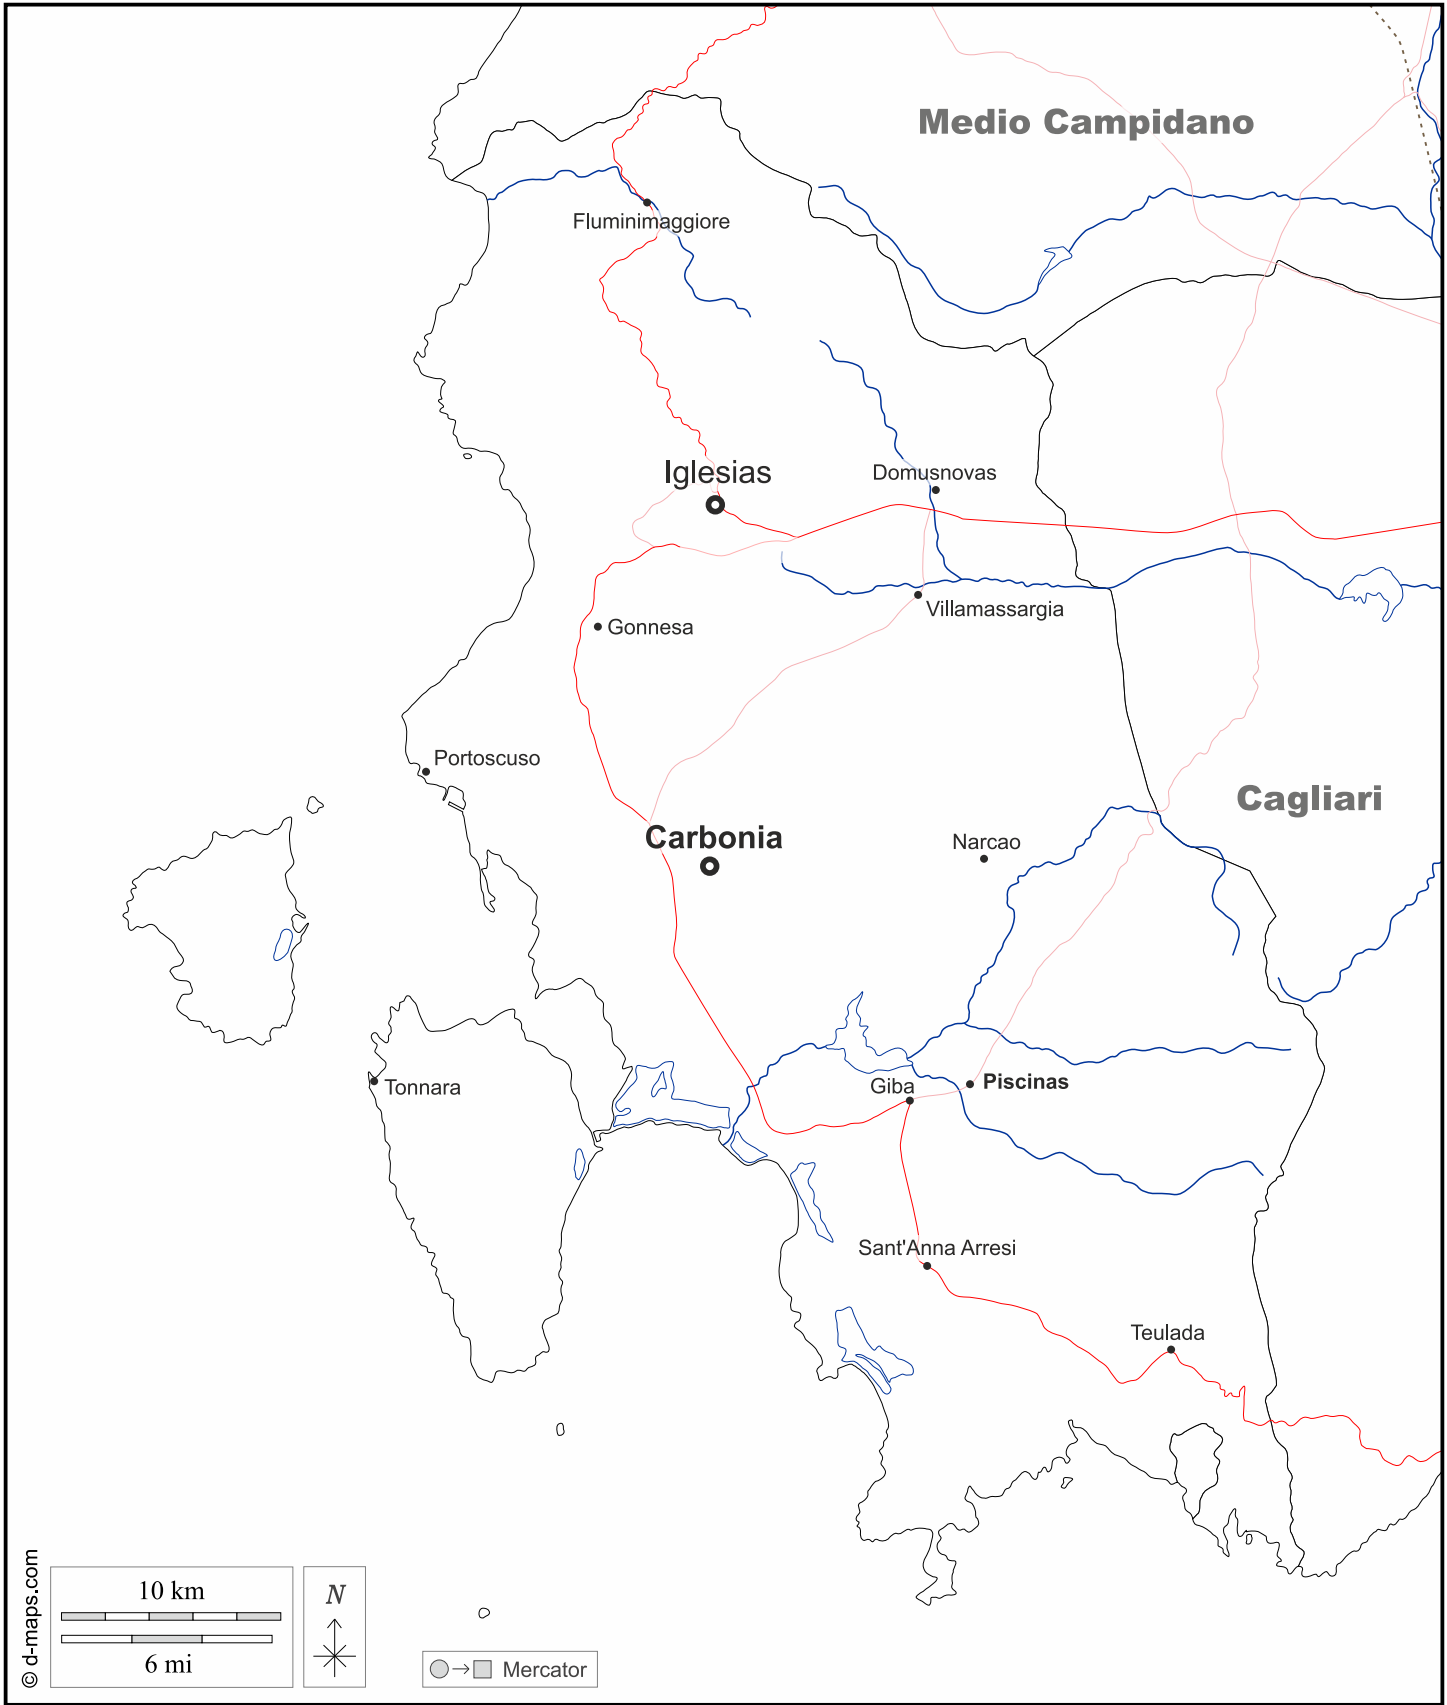 Medio Campidano
Fluminimaggiore
Iglesias
Domusnovas
Villamassargia
Gonnesa
Portoscuso
Cagliari
Carbonia
Narcao
Tonnara
Giba
Piscinas
Sant'Anna Arresi
Teulada
© d-maps.com
10 km
6 mi
N
Mercator